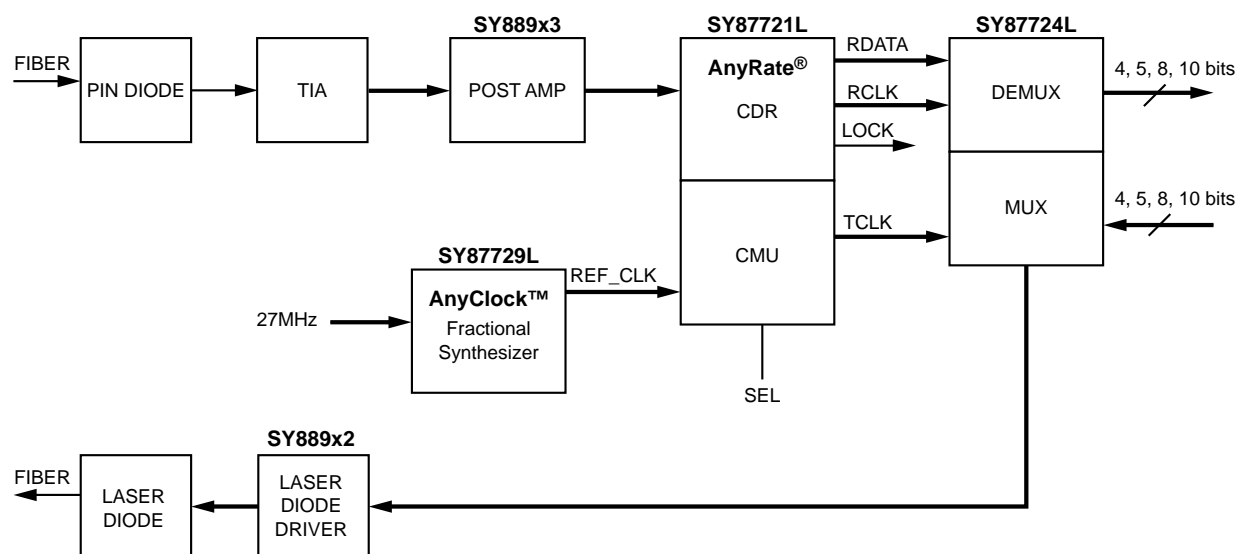 SY889x3
SY87721L
SY87724L
FIBER
PIN DIODE
TIA
POST AMP
AnyRate®
CDR
RDATA
RCLK
LOCK
DEMUX
4, 5, 8, 10 bits
CMU
TCLK
MUX
4, 5, 8, 10 bits
SY87729L
27MHz
AnyClock™
Fractional
Synthesizer
REF_CLK
SEL
SY889x2
FIBER
LASER
DIODE
LASER
DIODE
DRIVER